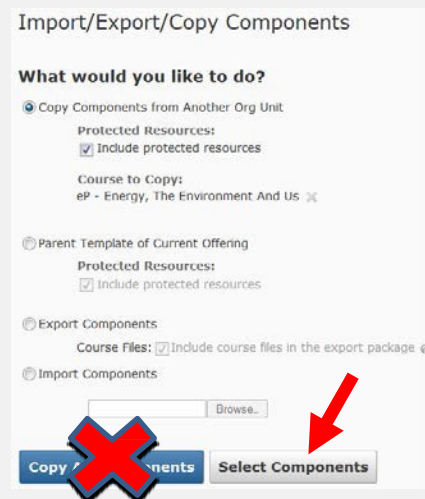 Import/Export/Copy Components
What would you like to do?
Copy Components from Another Org Unit
Protected Resources:
Include protected resources
Course to Copy:
eP - Energy, The Environment And Us
Parent Template of Current Offering
Protected Resources:
Include protected resources
Export Components
Course Files: Include course files in the export package
Import Components
Browse..
Copy Select Components